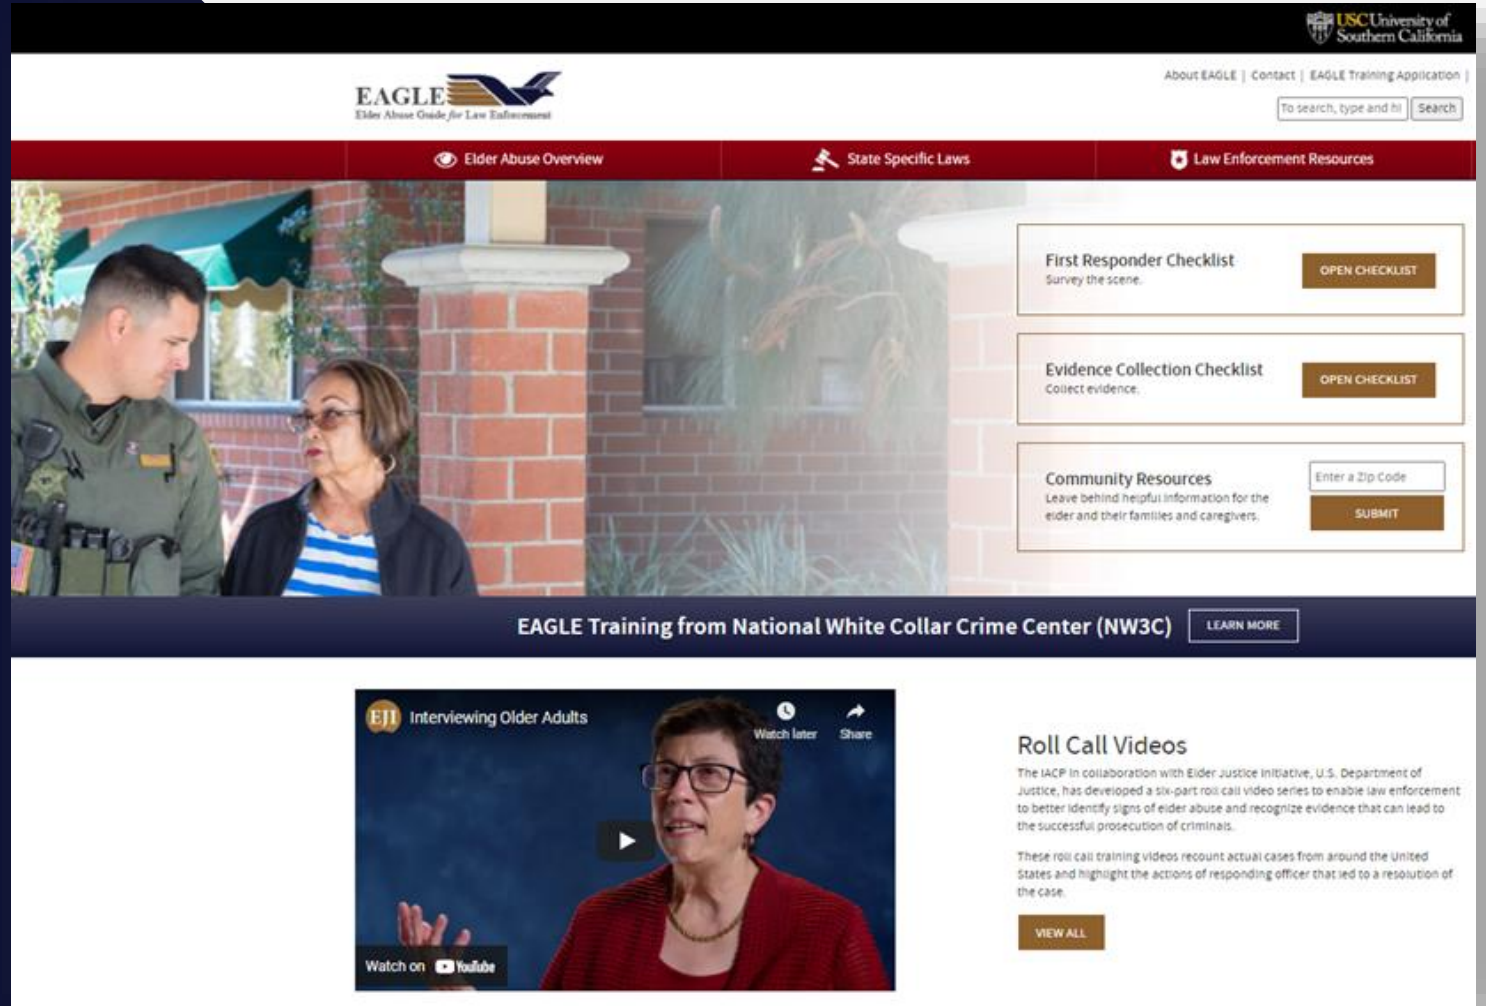 USC University of
Southern California
About EAGLE | Contact | EAGLE Training Application |
EAGLE
Elder Abuse Guide for Law Enforcement
To search, type and hi
Search
Elder Abuse Overview
State Specific Laws
Law Enforcement Resources
First Responder Checklist
Survey the scene.
OPEN CHECKLIST
Evidence Collection Checklist
Collect evidence.
OPEN CHECKLIST
Community Resources
Leave behind helpful information for the
elder and their families and caregivers.
Enter a Zip Code
SUBMIT
EAGLE Training from National White Collar Crime Center (NW3C)
LEARN MORE
EJI
Interviewing Older Adults
Watch later
Share
Watch on YouTube
Roll Call Videos
The IACP in collaboration with Elder Justice Initiative, U.S. Department of
Justice, has developed a six-part roll call video series to enable law enforcement
to better identify signs of elder abuse and recognize evidence that can lead to
the successful prosecution of criminals.
These roll call training videos recount actual cases from around the United
States and highlight the actions of responding officer that led to a resolution of
the case.
VIEW ALL